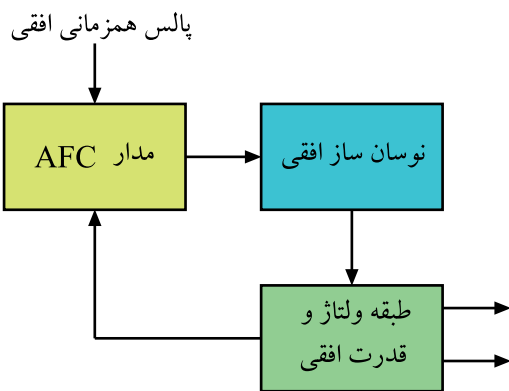 پالس همزمانی افقی
مدار AFC
نوسان ساز افقی
طبقه ولتاژ و
قدرت افقی